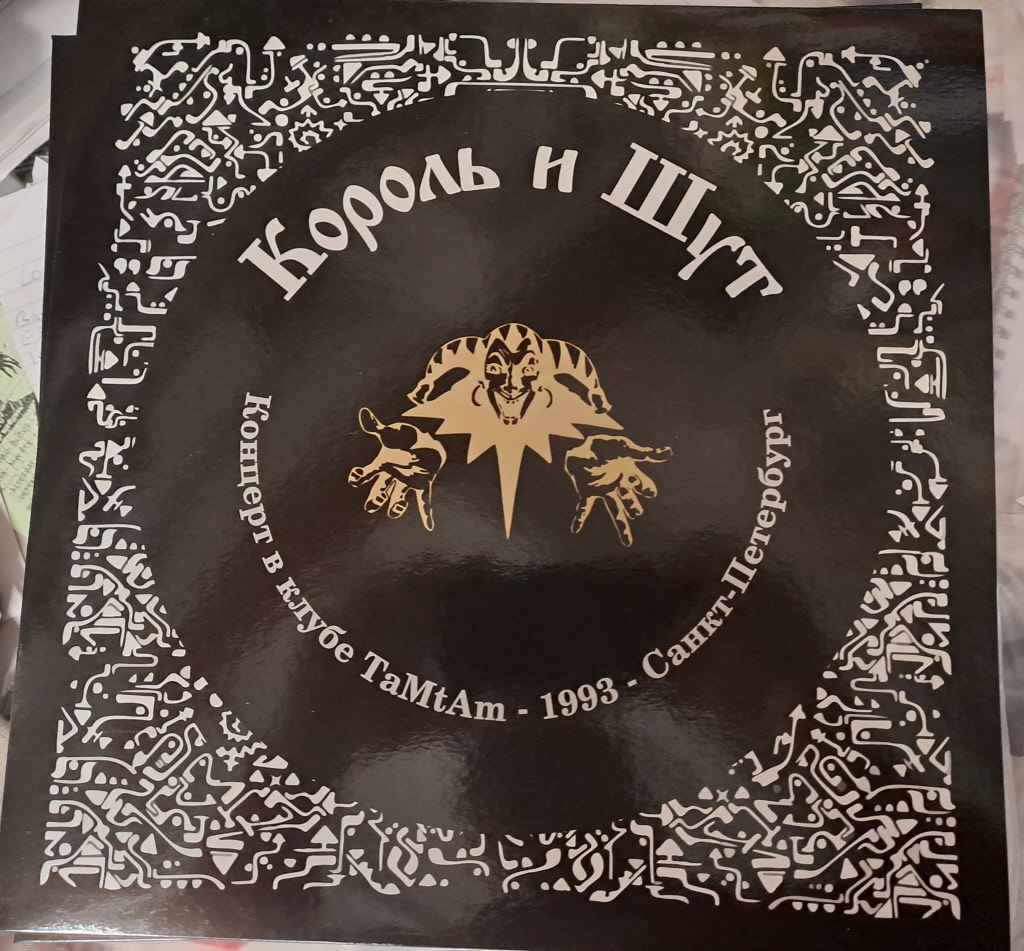 Король и Шут
Концерт в клубе TaMtAm - 1993 - Санкт-Петербург